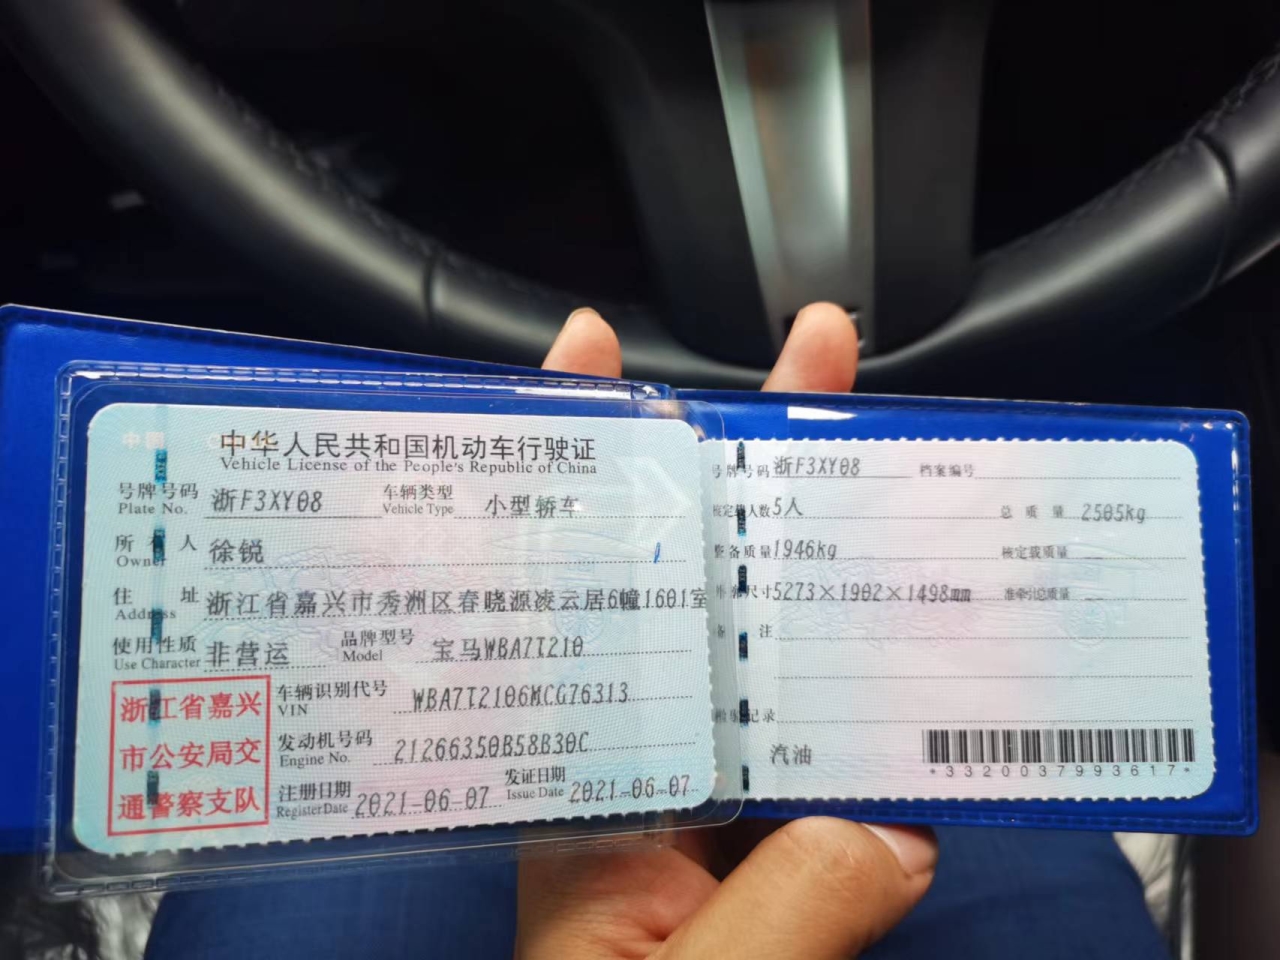 中国
中华人民共和国机动车行驶证
Vehicle License of the People's Republic of China
号牌号码 浙F3XY08 车辆类型 小型轿车
Plate No. Vehicle Type
所有人 徐锐
Owner
住址 浙江省嘉兴市秀洲区春晓源凌云居6幢1601室
Address
使用性质 非营运 品牌型号 宝马WBA7T210
Use Character Model
浙江省嘉兴
市公安局交
通警察支队
车辆识别代号 WBA7T2106MCG76313
VIN
发动机号码 21266350B58B30C
Engine No.
注册日期 2021-06-07 发证日期 2021-06-07
Register Date Issue Date
号牌号码 浙F3XY08 档案编号
核定载人数 5人 总质量 2505kg
整备质量 1946kg 核定载质量
外廓尺寸 5273×1902×1498mm 准牵引总质量
备注
检验记录
汽油
*3320037993617*